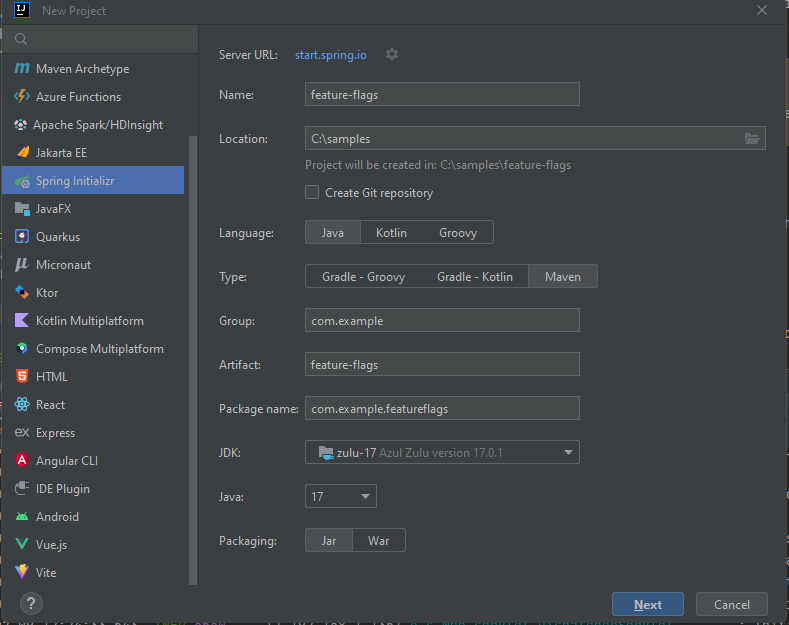 New Project
Maven Archetype
Azure Functions
Apache Spark/HDInsight
Jakarta EE
Spring Initializr
JavaFX
Quarkus
Micronaut
Ktor
Kotlin Multiplatform
Compose Multiplatform
HTML
React
Express
Angular CLI
IDE Plugin
Android
Vue.js
Vite
Server URL: start.spring.io
Name: feature-flags
Location: C:\samples
Project will be created in: C:\samples\feature-flags
Create Git repository
Language: Java Kotlin Groovy
Type: Gradle - Groovy Gradle - Kotlin Maven
Group: com.example
Artifact: feature-flags
Package name: com.example.featureflags
JDK: zulu-17 Azul Zulu version 17.0.1
Java: 17
Packaging: Jar War
? Next Cancel